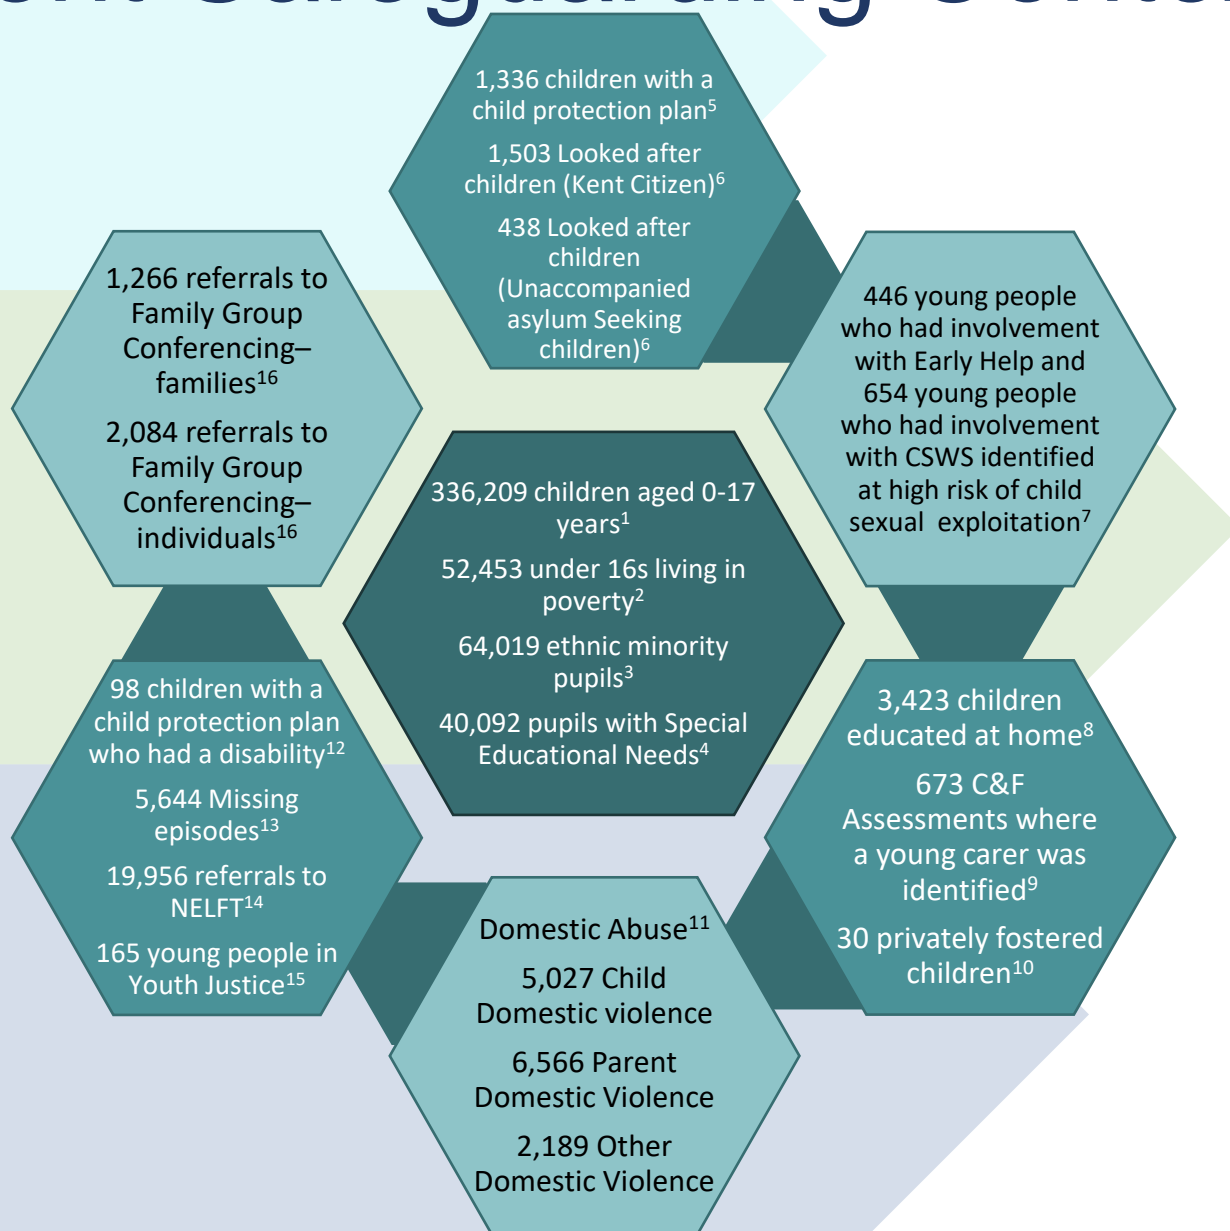 1,336 children with a
child protection plan⁵
1,503 Looked after
children (Kent Citizen)⁶
438 Looked after
children
(Unaccompanied
asylum Seeking
children)⁶
446 young people
who had involvement
with Early Help and
654 young people
who had involvement
with CSWS identified
at high risk of child
sexual  exploitation⁷
3,423 children
educated at home⁸
673 C&F
Assessments where
a young carer was
identified⁹
30 privately fostered
children¹⁰
Domestic Abuse¹¹
5,027 Child
Domestic violence
6,566 Parent
Domestic Violence
2,189 Other
Domestic Violence
98 children with a
child protection plan
who had a disability¹²
5,644 Missing
episodes¹³
19,956 referrals to
NELFT¹⁴
165 young people in
Youth Justice¹⁵
1,266 referrals to
Family Group
Conferencing–
families¹⁶
2,084 referrals to
Family Group
Conferencing–
individuals¹⁶
336,209 children aged 0-17
years¹
52,453 under 16s living in
poverty²
64,019 ethnic minority
pupils³
40,092 pupils with Special
Educational Needs⁴